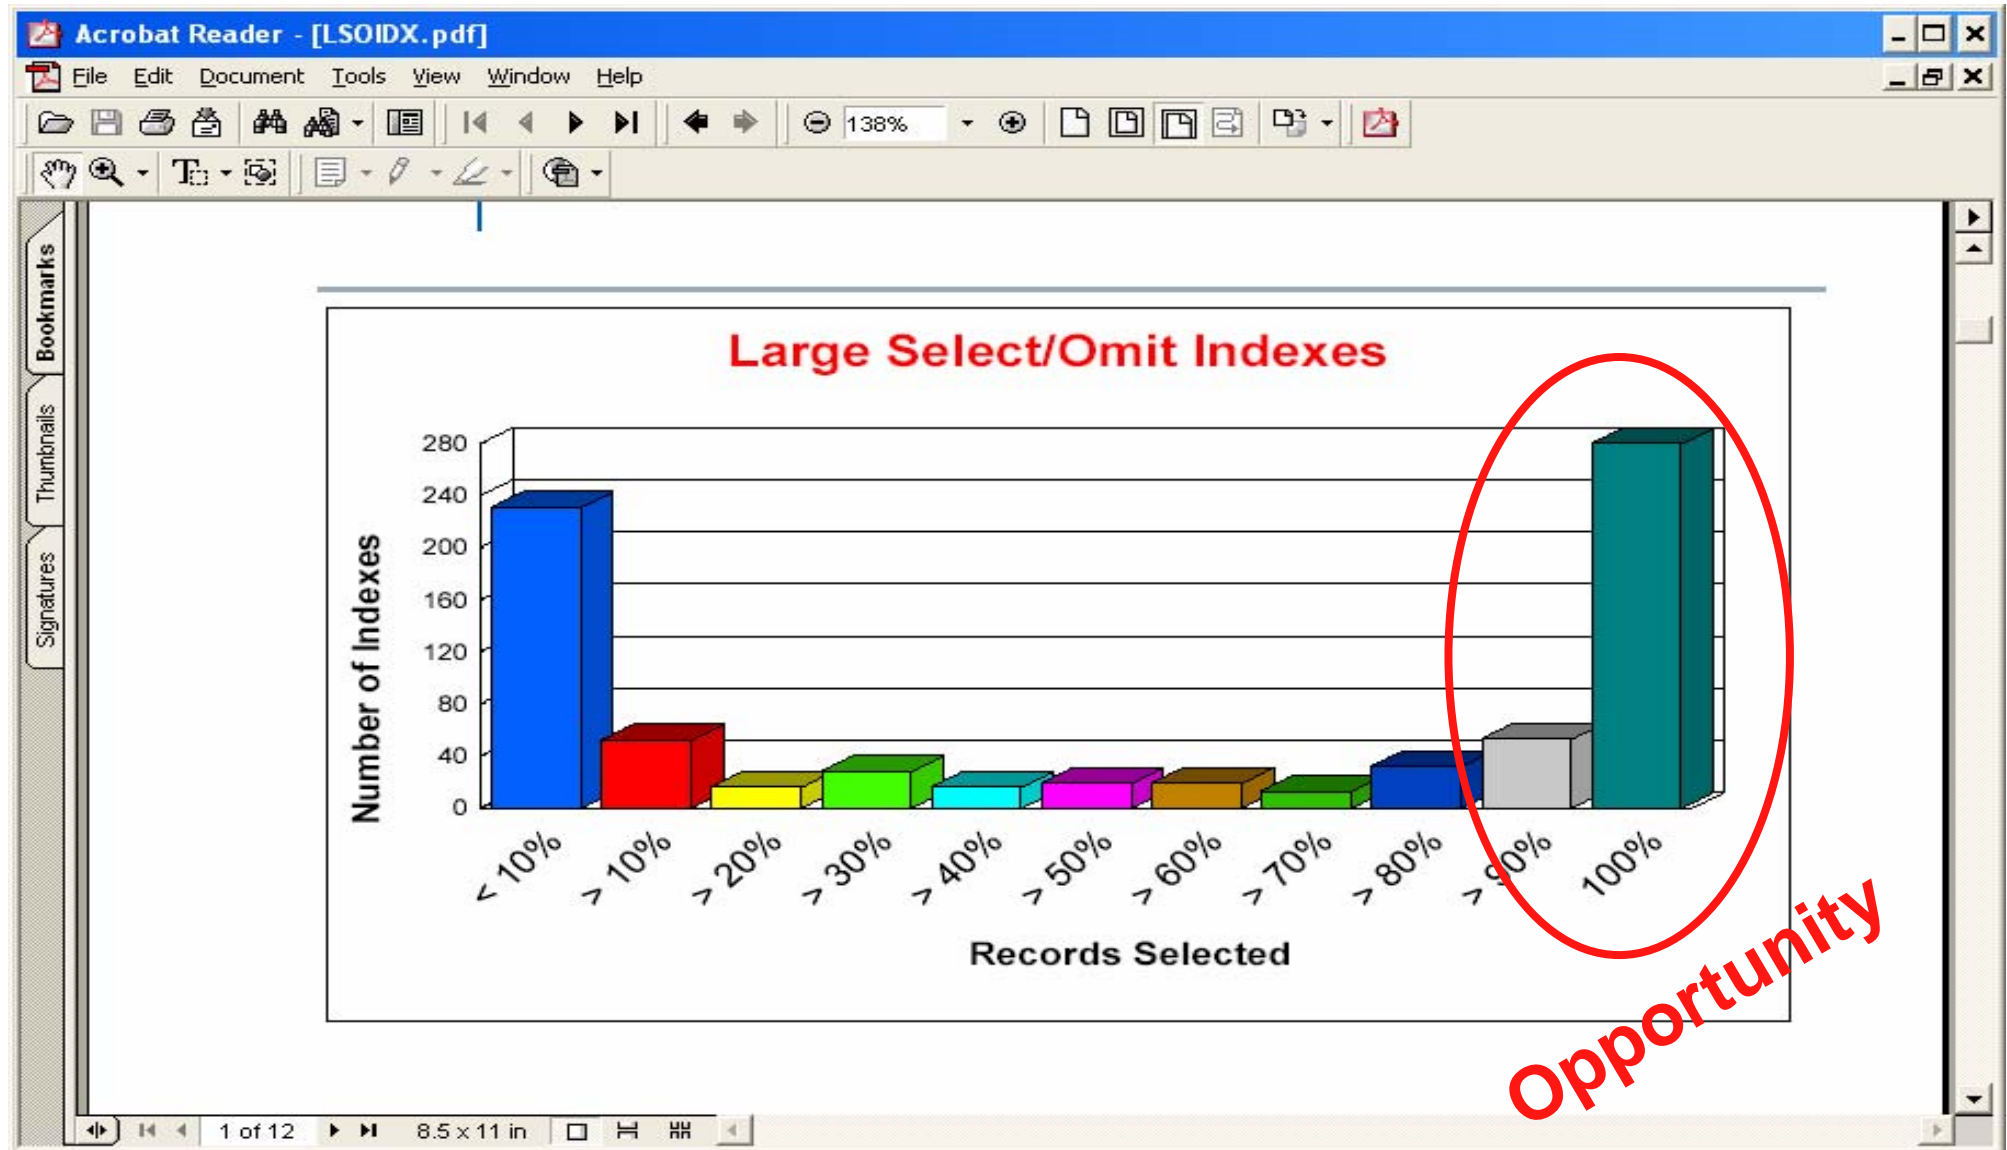 Acrobat Reader - [LSOIDX.pdf]
File Edit Document Tools View Window Help
138%
Bookmarks
Thumbnails
Signatures
Large Select/Omit Indexes
Number of Indexes
280
240
200
160
120
80
40
0
< 10% > 10% > 20% > 30% > 40% > 50% > 60% > 70% > 80% > 90% 100%
Records Selected
Opportunity
1 of 12 8.5 x 11 in